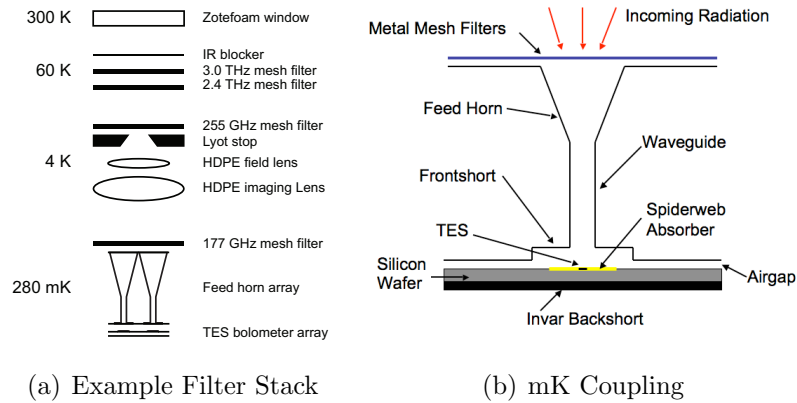 300 K
Zotefoam window
IR blocker
60 K
3.0 THz mesh filter
2.4 THz mesh filter
255 GHz mesh filter
Lyot stop
4 K
HDPE field lens
HDPE imaging Lens
177 GHz mesh filter
280 mK
Feed horn array
TES bolometer array
(a) Example Filter Stack
Incoming Radiation
Metal Mesh Filters
Feed Horn
Waveguide
Frontshort
TES
Spiderweb
Absorber
Silicon
Wafer
Airgap
Invar Backshort
(b) mK Coupling